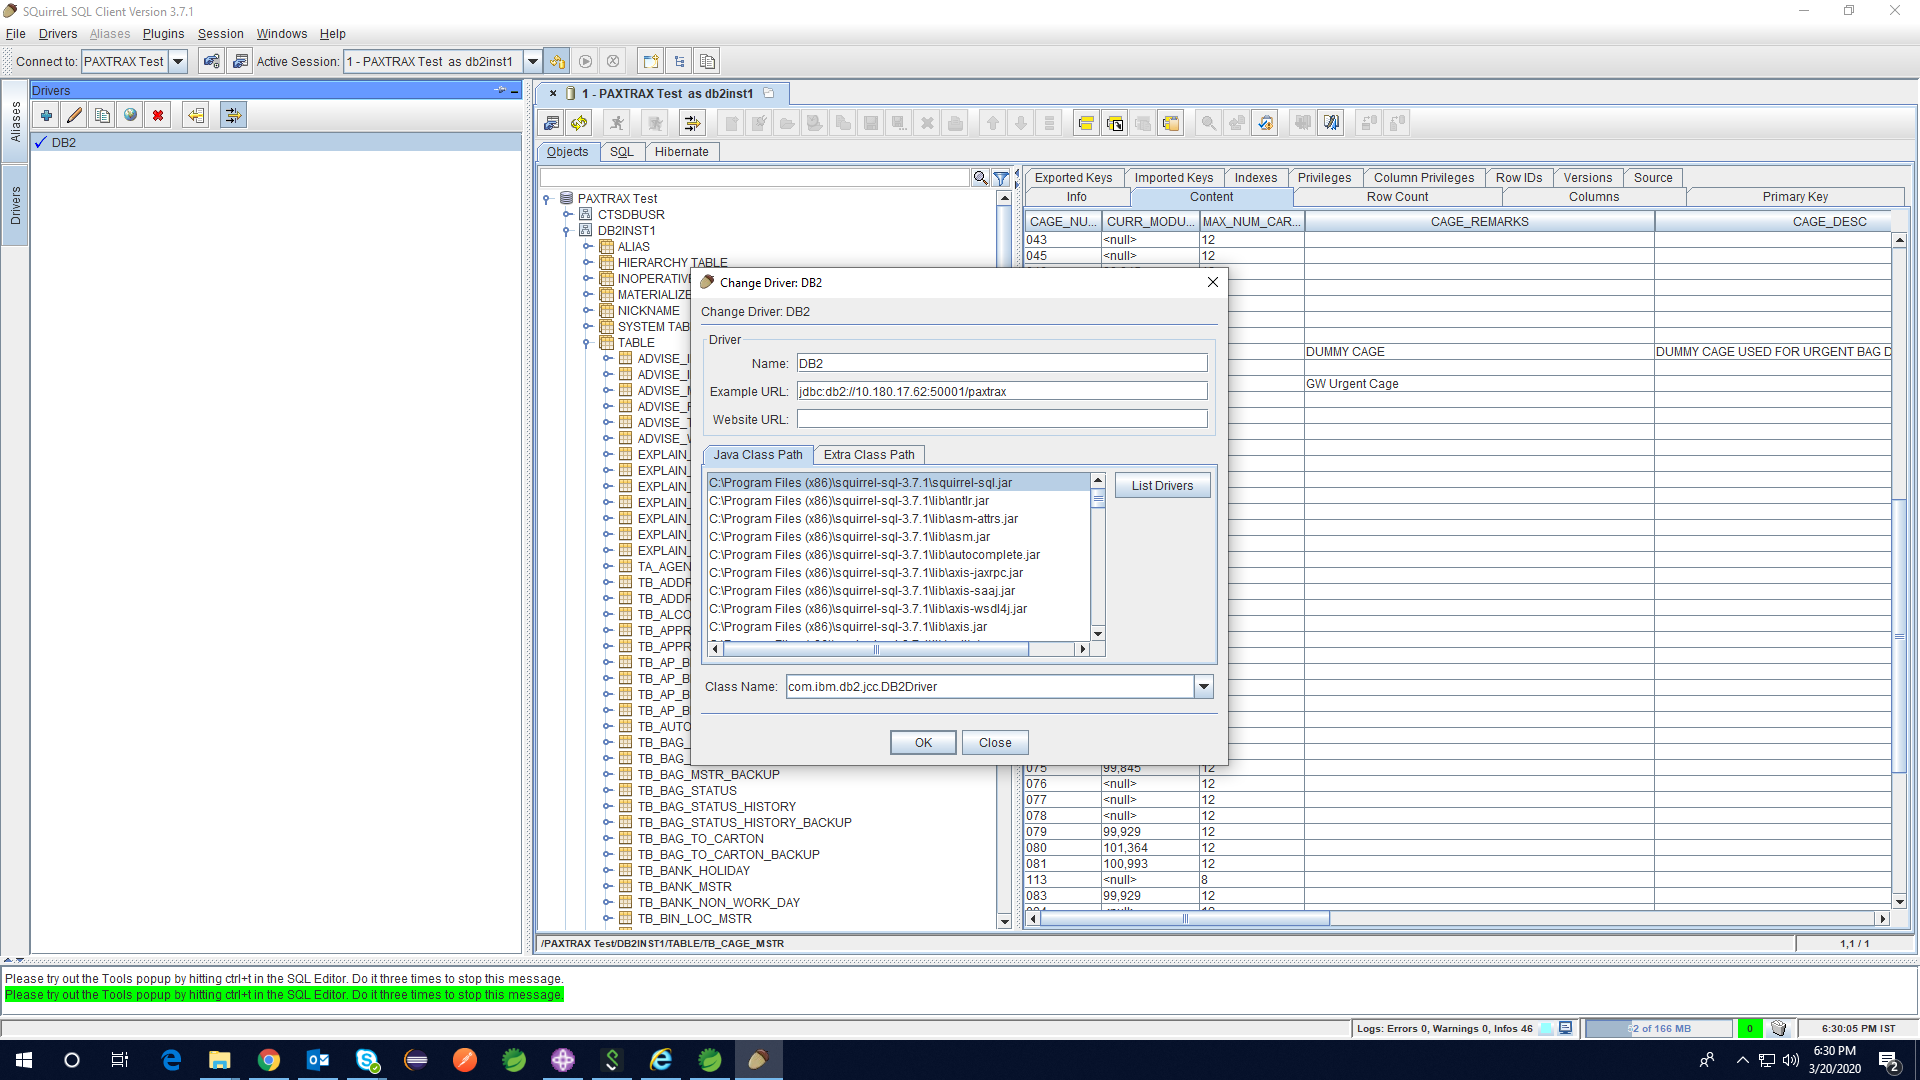 SQuirreL SQL Client Version 3.7.1
File Drivers Aliases Plugins Session Windows Help
Connect to: PAXTRAX Test Active Session: 1 - PAXTRAX Test as db2inst1
Aliases
Drivers
Drivers
DB2
1 - PAXTRAX Test as db2inst1
Objects SQL Hibernate
PAXTRAX Test
CTSDBUSR
DB2INST1
ALIAS
HIERARCHY TABLE
INOPERATIVE
MATERIALIZE
NICKNAME
SYSTEM TAB
TABLE
ADVISE_I
ADVISE_I
ADVISE_
ADVISE_
ADVISE_
ADVISE_
EXPLAIN_
EXPLAIN_
EXPLAIN_
EXPLAIN_
EXPLAIN_
EXPLAIN_
EXPLAIN_
TA_AGEN
TB_ADDR
TB_ADDR
TB_ALCO
TB_APPR
TB_APPR
TB_AP_B
TB_AP_B
TB_AP_B
TB_AP_B
TB_AUTO
TB_BAG_
TB_BAG_
TB_BAG_MSTR_BACKUP
TB_BAG_STATUS
TB_BAG_STATUS_HISTORY
TB_BAG_STATUS_HISTORY_BACKUP
TB_BAG_TO_CARTON
TB_BAG_TO_CARTON_BACKUP
TB_BANK_HOLIDAY
TB_BANK_MSTR
TB_BANK_NON_WORK_DAY
TB_BIN_LOC_MSTR
Exported Keys Imported Keys Indexes Privileges Column Privileges Row IDs Versions Source
Info Content Row Count Columns Primary Key
CAGE_NU... CURR_MODU... MAX_NUM_CAR... CAGE_REMARKS CAGE_DESC
043 <null> 12
045 <null> 12
DUMMY CAGE DUMMY CAGE USED FOR URGENT BAG D
GW Urgent Cage
075 99,845 12
076 <null> 12
077 <null> 12
078 <null> 12
079 99,929 12
080 101,364 12
081 100,993 12
113 <null> 8
083 99,929 12
Change Driver: DB2
Change Driver: DB2
Driver
Name: DB2
Example URL: jdbc:db2://10.180.17.62:50001/paxtrax
Website URL:
Java Class Path Extra Class Path
C:\Program Files (x86)\squirrel-sql-3.7.1\squirrel-sql.jar
C:\Program Files (x86)\squirrel-sql-3.7.1\lib\antlr.jar
C:\Program Files (x86)\squirrel-sql-3.7.1\lib\asm-attrs.jar
C:\Program Files (x86)\squirrel-sql-3.7.1\lib\asm.jar
C:\Program Files (x86)\squirrel-sql-3.7.1\lib\autocomplete.jar
C:\Program Files (x86)\squirrel-sql-3.7.1\lib\axis-jaxrpc.jar
C:\Program Files (x86)\squirrel-sql-3.7.1\lib\axis-saaj.jar
C:\Program Files (x86)\squirrel-sql-3.7.1\lib\axis-wsdl4j.jar
C:\Program Files (x86)\squirrel-sql-3.7.1\lib\axis.jar
List Drivers
Class Name: com.ibm.db2.jcc.DB2Driver
OK Close
/PAXTRAX Test/DB2INST1/TABLE/TB_CAGE_MSTR 1,1 / 1
Please try out the Tools popup by hitting ctrl+t in the SQL Editor. Do it three times to stop this message.
Please try out the Tools popup by hitting ctrl+t in the SQL Editor. Do it three times to stop this message.
Logs: Errors 0, Warnings 0, Infos 46 52 of 166 MB 0 6:30:05 PM IST
6:30 PM
3/20/2020
2